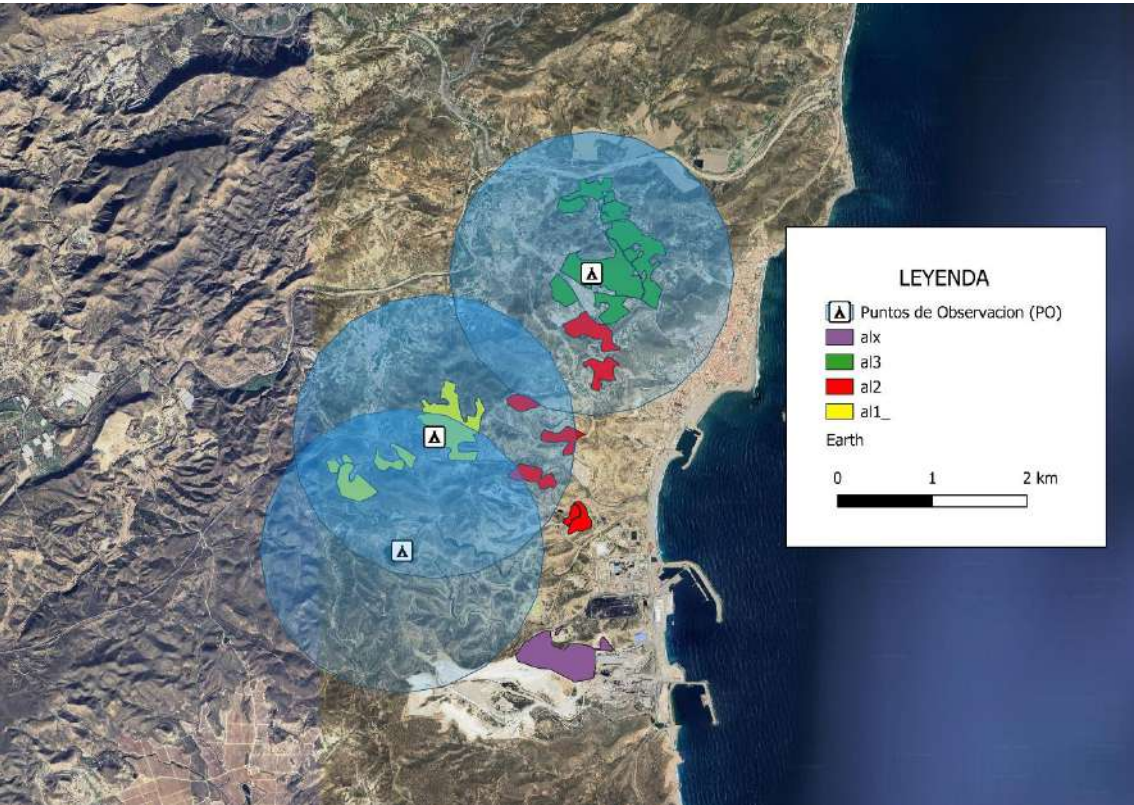 LEYENDA
Puntos de Observacion (PO)
alx
al3
al2
al1_
Earth
0 1 2 km